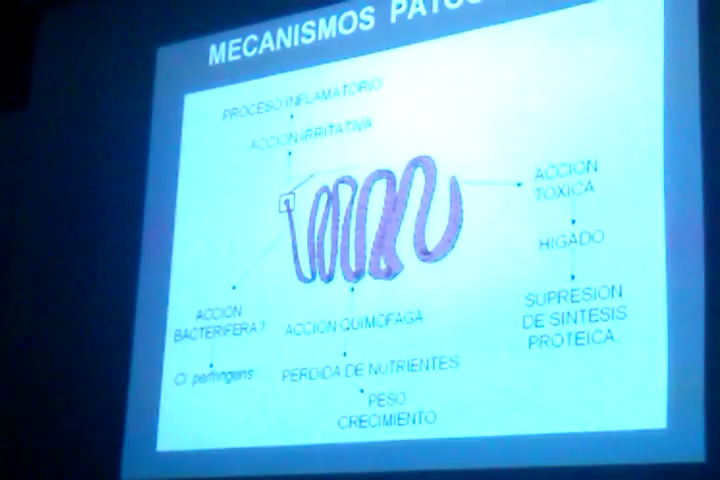 MECANISMOS
PROCESO INFLAMATORIO
ACCION IRRITATIVA
ACCION
TOXICA
HIGADO
SUPRESION
DE SINTESIS
PROTEICA.
ACCION
BACTERIFERA?
Cl. perfringens
ACCION QUIMOFAGA
PERDIDA DE NUTRIENTES
PESO
CRECIMIENTO